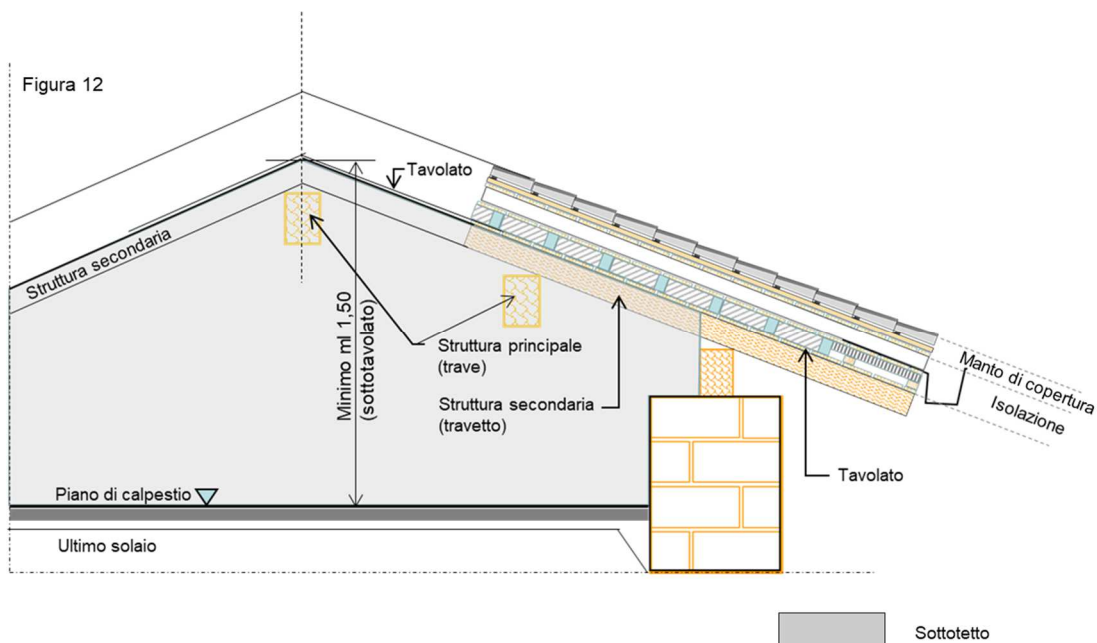 Figura 12
Tavolato
Struttura secondaria
Minimo ml 1,50
(sottotavolato)
Struttura principale
(trave)
Struttura secondaria
(travetto)
Manto di copertura
Isolazione
Tavolato
Piano di calpestio
Ultimo solaio
Sottotetto